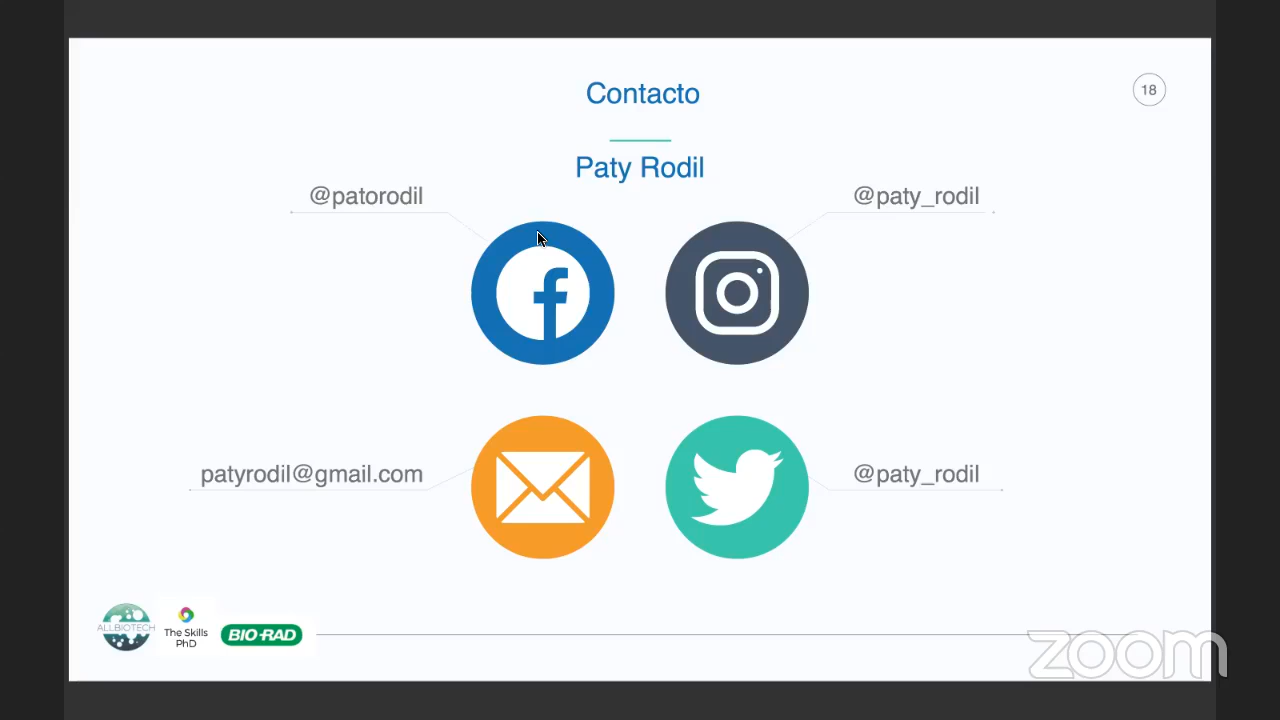 Contacto
18
Paty Rodil
@patorodil
@paty_rodil
patyrodil@gmail.com
@paty_rodil
ALLBIOTECH
The Skills
PhD
BIO-RAD
zoom